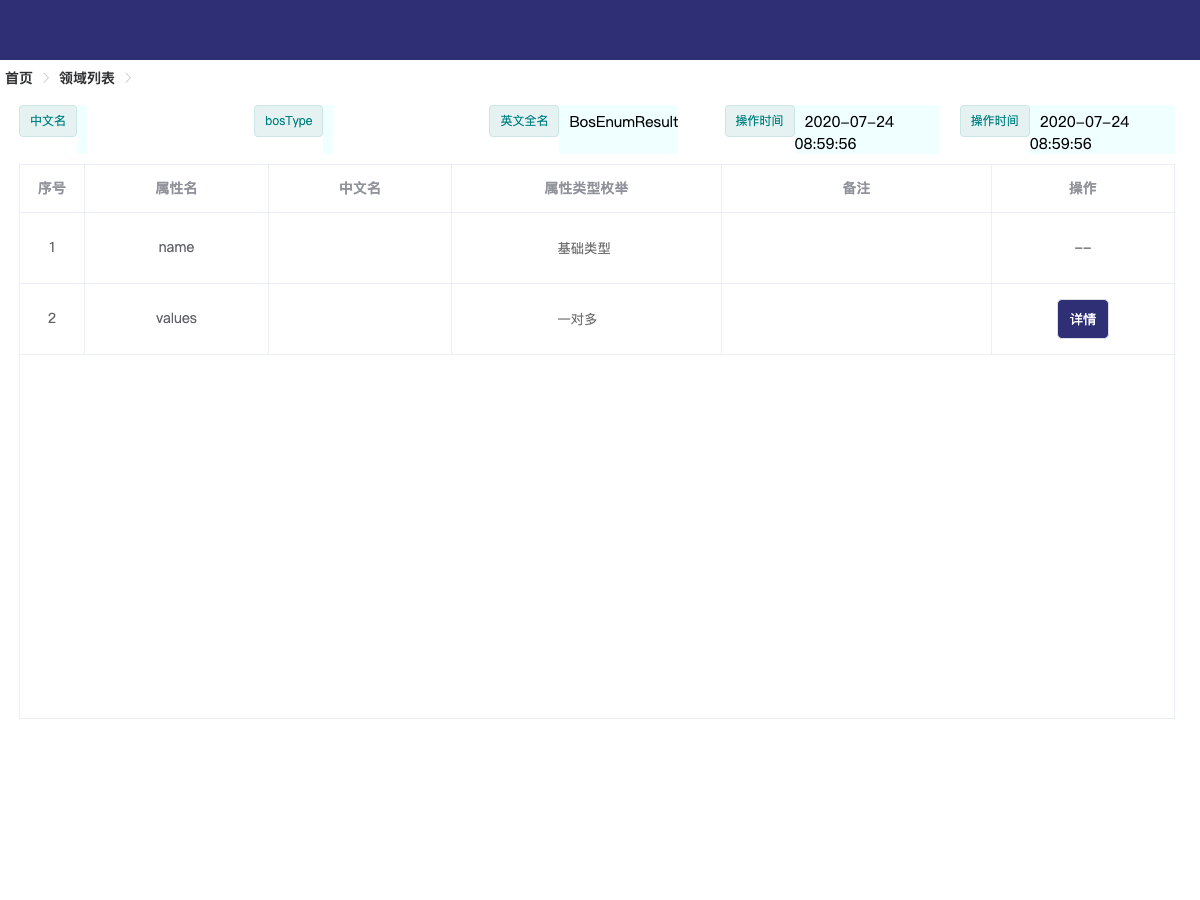 首页 领域列表
中文名 bosType 英文全名 BosEnumResult 操作时间 2020-07-24 操作时间 2020-07-24
08:59:56 08:59:56
序号 属性名 中文名 属性类型枚举 备注 操作
1 name 基础类型 --
2 values 一对多 详情